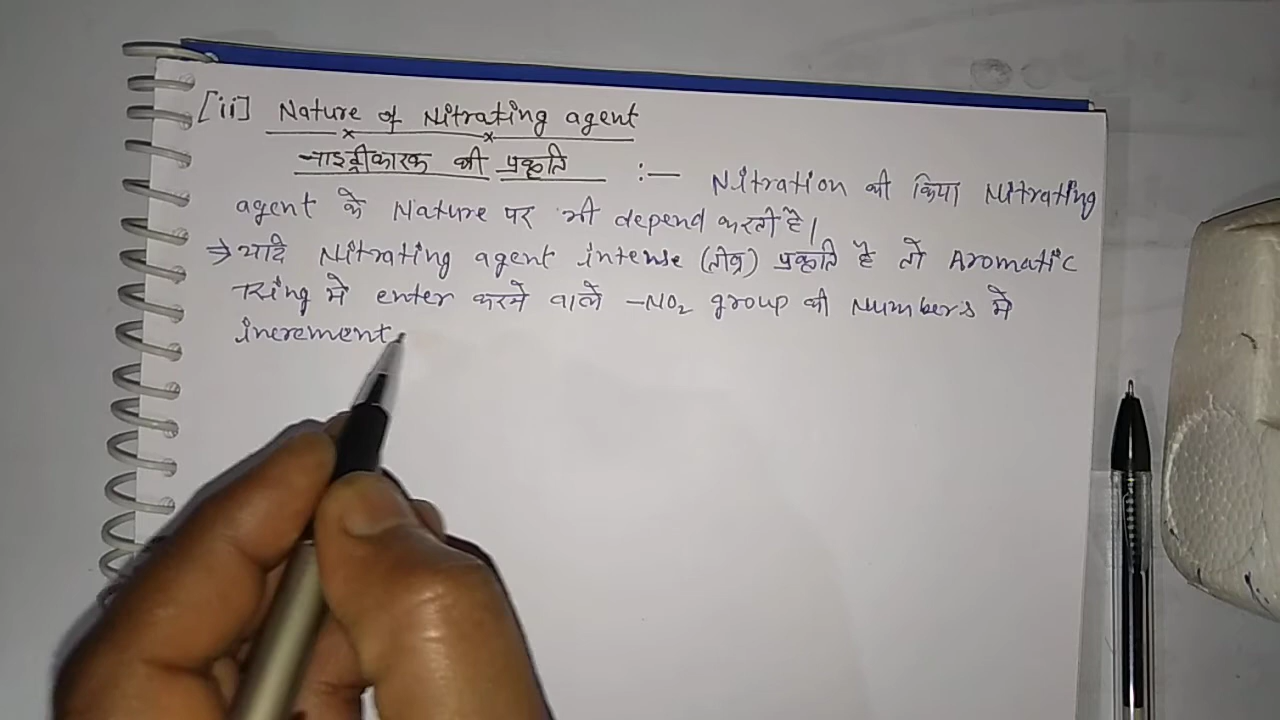 [ii] Nature of Nitrating agent
नाइट्रीकारक की प्रकृति :— Nitration की क्रिया Nitrating
agent के Nature पर भी depend करती है।
→ यदि Nitrating agent intense (तीव्र) प्रकृति है तो Aromatic
Ring में enter करने वाले –NO₂ group की Numbers में
increment